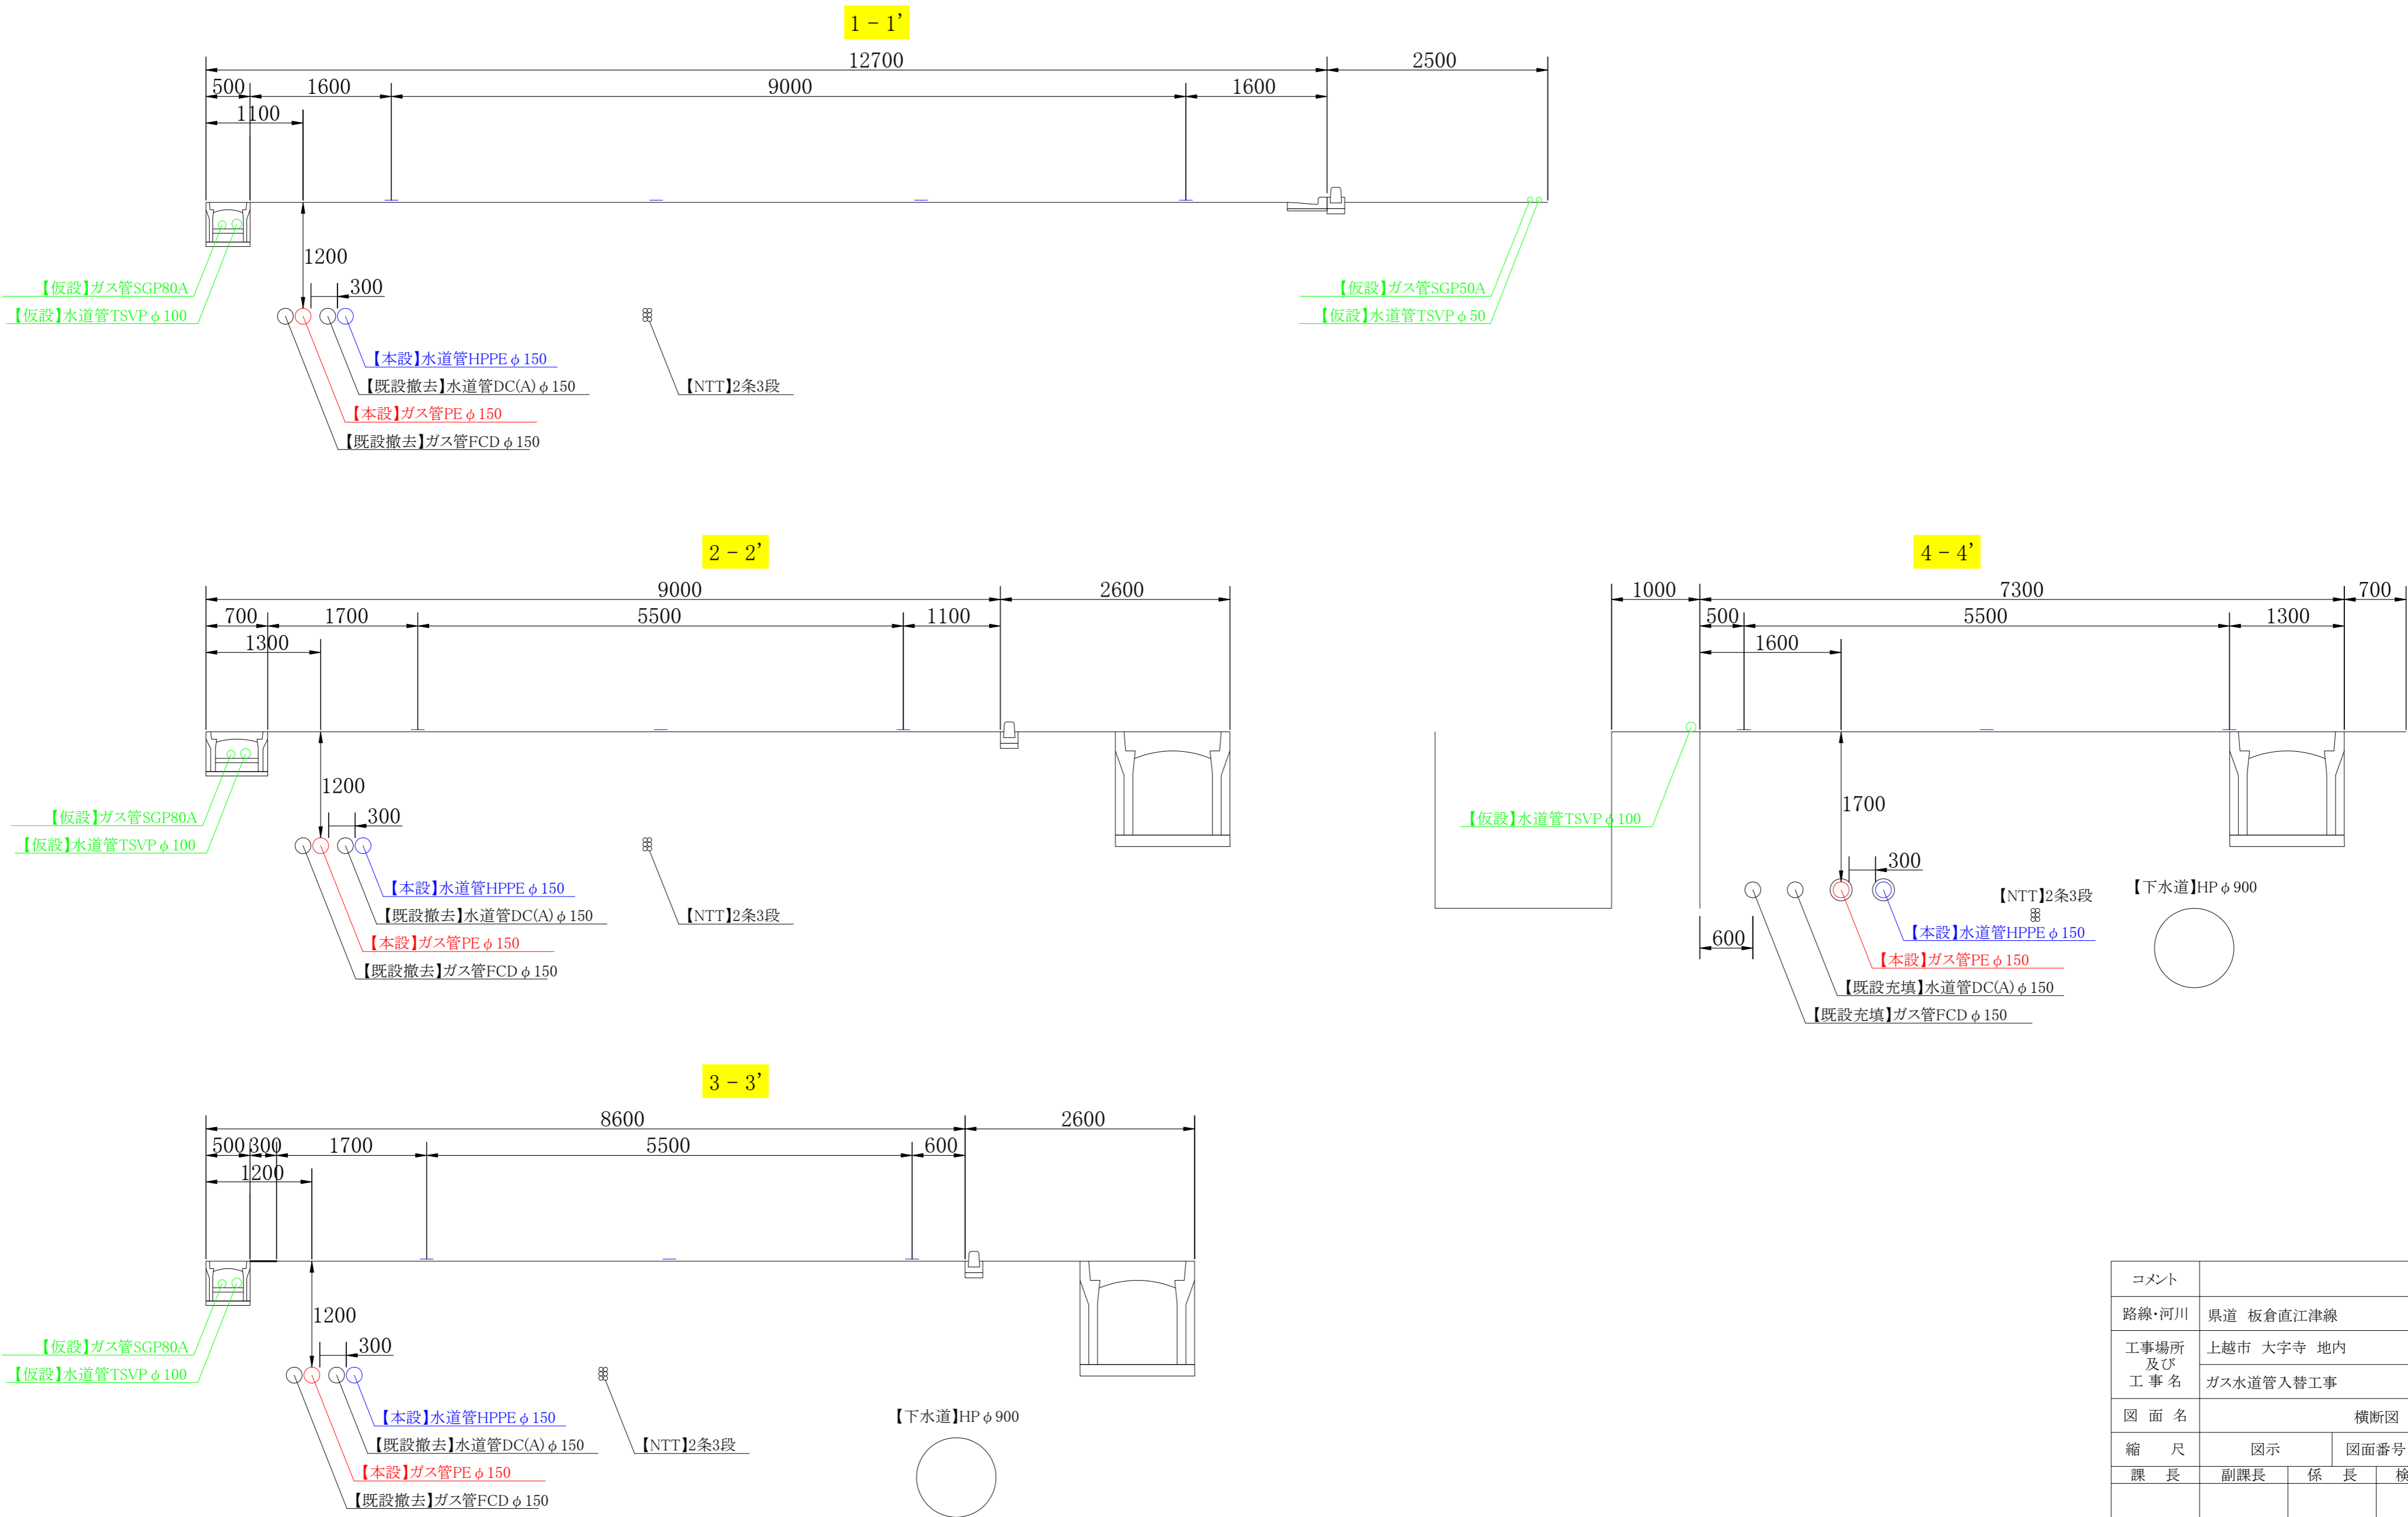 1－1’
12700
2500
500
1600
9000
1600
1100
1200
300
【仮設】ガス管SGP80A
【仮設】水道管TSVPφ100
【仮設】ガス管SGP50A
【仮設】水道管TSVPφ50
【本設】水道管HPPEφ150
【既設撤去】水道管DC(A)φ150
【NTT】2条3段
【本設】ガス管PEφ150
【既設撤去】ガス管FCDφ150
2－2’
9000
2600
700
1700
5500
1100
1300
1200
300
【仮設】ガス管SGP80A
【仮設】水道管TSVPφ100
【本設】水道管HPPEφ150
【既設撤去】水道管DC(A)φ150
【NTT】2条3段
【本設】ガス管PEφ150
【既設撤去】ガス管FCDφ150
4－4’
1000
7300
700
500
5500
1300
1600
1700
【仮設】水道管TSVPφ100
300
【NTT】2条3段
【下水道】HPφ900
600
【本設】水道管HPPEφ150
【本設】ガス管PEφ150
【既設充填】水道管DC(A)φ150
【既設充填】ガス管FCDφ150
3－3’
8600
2600
500
300
1700
5500
600
1200
1200
300
【仮設】ガス管SGP80A
【仮設】水道管TSVPφ100
【本設】水道管HPPEφ150
【既設撤去】水道管DC(A)φ150
【NTT】2条3段
【本設】ガス管PEφ150
【既設撤去】ガス管FCDφ150
【下水道】HPφ900
コメント
路線・河川 県道 板倉直江津線
工事場所
及び
工事名
上越市 大字寺 地内
ガス水道管入替工事
図面名 横断図
縮尺 図示 図面番号
課長 副課長 係長 検